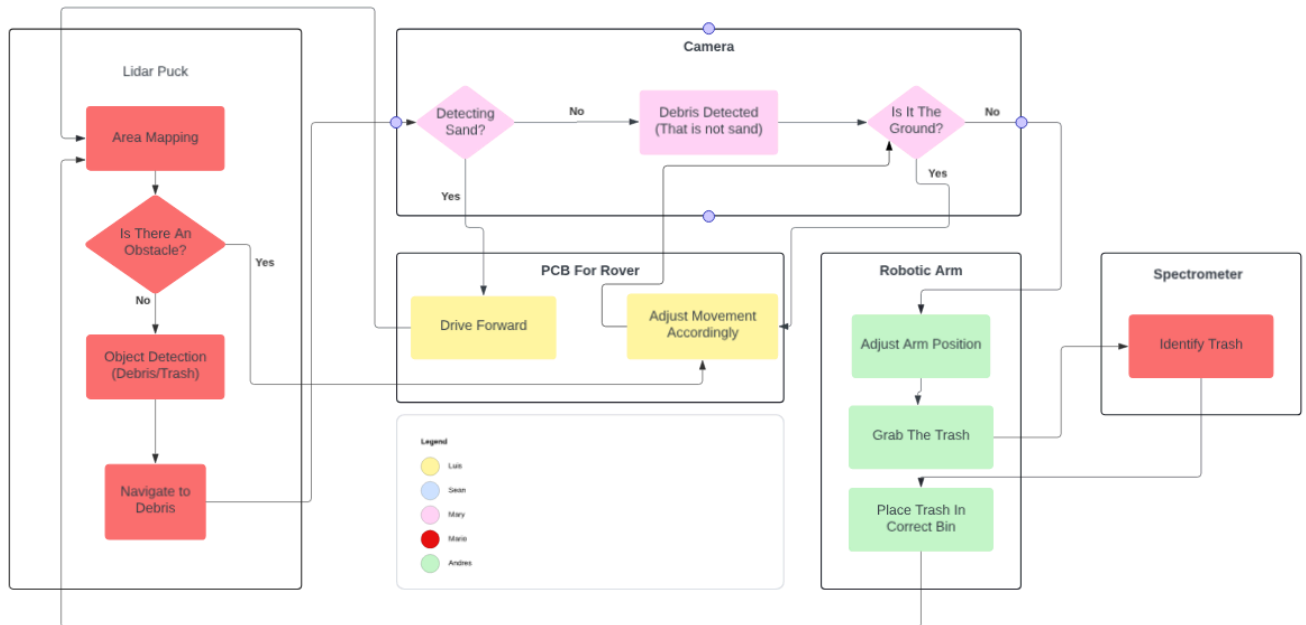 Lidar Puck
Area Mapping
Is There An
Obstacle?
Yes
No
Object Detection
(Debris/Trash)
Navigate to
Debris
Camera
Detecting
Sand?
No
Yes
Debris Detected
(That is not sand)
Is It The
Ground?
No
Yes
PCB For Rover
Drive Forward
Adjust Movement
Accordingly
Robotic Arm
Adjust Arm Position
Grab The Trash
Place Trash In
Correct Bin
Spectrometer
Identify Trash
Legend
Luis
Sean
Mary
Maria
Andres